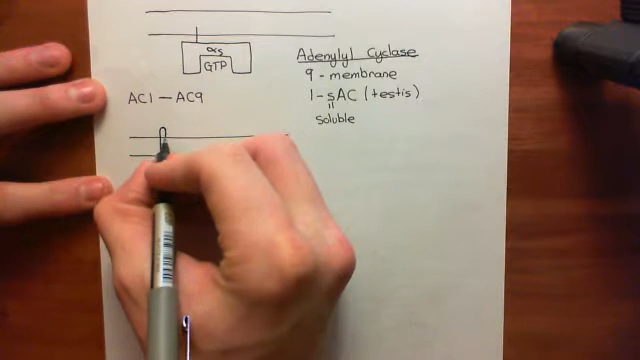 αs
GTP
Adenylyl Cyclase
9 - membrane
AC1 — AC9
1 - sAC (testis)
soluble